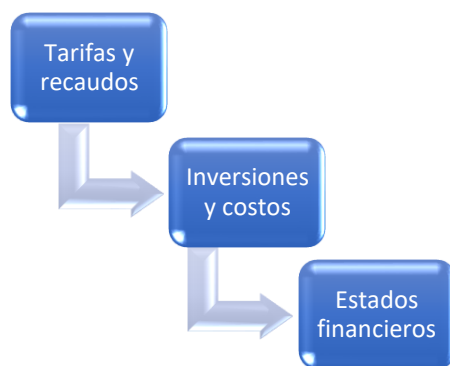 Tarifas y
recaudos
Inversiones
y costos
Estados
financieros